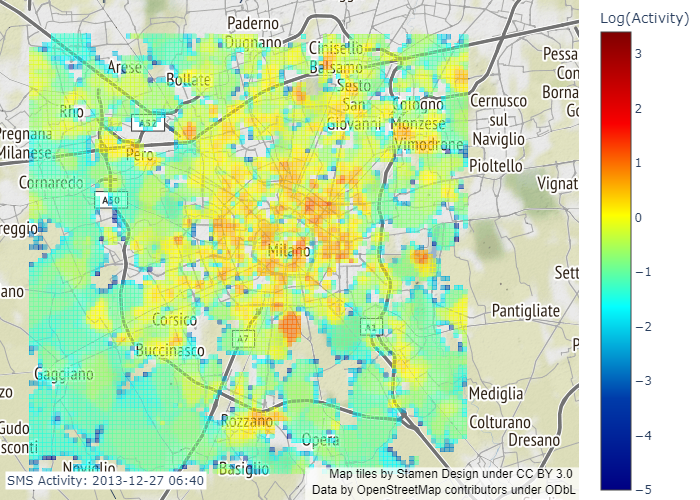 Log(Activity)
3
2
1
0
−1
−2
−3
−4
−5
Paderno
Dugnano
Cinisello
Balsamo
Arese
Bollate
Sesto
San
Giovanni
Cologno
Monzese
Vimodrone
Cernusco
sul
Naviglio
Pioltello
Pessa
Con
Borna
Go
Rho
A52
Pregnana
Milanese
Pero
Cornaredo
Vignat
A50
reggio
Milano
Sett
ano
Pantigliate
Corsico
A7
A1
Buccinasco
P
Gaggiano
zo
Mediglia
Rozzano
Colturano
Gudo
sconti
Opera
Dresano
Noviglio
Basiglio
SMS Activity: 2013-12-27 06:40
Map tiles by Stamen Design under CC BY 3.0
Data by OpenStreetMap contributors under ODbL